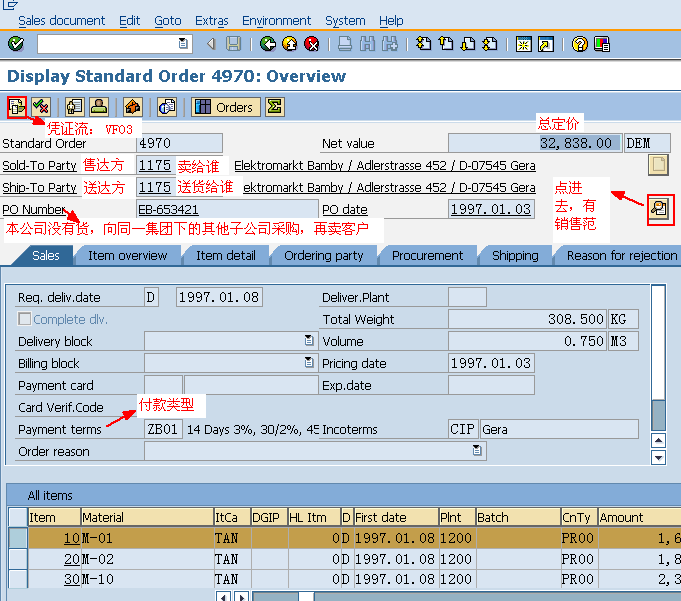 Sales document Edit Goto Extras Environment System Help
Display Standard Order 4970: Overview
Orders
凭证流： VF03
总定价
Standard Order 4970 Net value 32,838.00 DEM
Sold-To Party 售达方 1175 卖给谁 Elektromarkt Bamby / Adlerstrasse 452 / D-07545 Gera
Ship-To Party 送达方 1175 送货给谁 ektromarkt Bamby / Adlerstrasse 452 / D-07545 Gera
PO Number EB-653421 PO date 1997.01.03
点进
去，有
销售范
本公司没有货，向同一集团下的其他子公司采购，再卖客户
Sales Item overview Item detail Ordering party Procurement Shipping Reason for rejection
Req. deliv.date D 1997.01.08 Deliver.Plant
Complete dlv. Total Weight 308.500 KG
Delivery block Volume 0.750 M3
Billing block Pricing date 1997.01.03
Payment card Exp.date
Card Verif.Code 付款类型
Payment terms ZB01 14 Days 3%, 30/2%, 45 Incoterms CIP Gera
Order reason
All items
Item Material ItCa DGIP HL Itm D First date Plnt Batch CnTy Amount
10 M-01 TAN 0 D 1997.01.08 1200 PR00 1,6
20 M-02 TAN 0 D 1997.01.08 1200 PR00 1,8
30 M-10 TAN 0 D 1997.01.08 1200 PR00 2,3